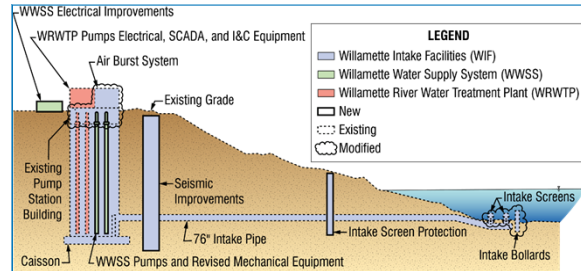 WWSS Electrical Improvements
WRWTP Pumps Electrical, SCADA, and I&C Equipment
Air Burst System
Existing Grade
LEGEND
Willamette Intake Facilities (WIF)
Willamette Water Supply System (WWSS)
Willamette River Water Treatment Plant (WRWTP)
New
Existing
Modified
Existing
Pump
Station
Building
Seismic
Improvements
Intake Screens
76" Intake Pipe
Intake Screen Protection
Caisson
WWSS Pumps and Revised Mechanical Equipment
Intake Bollards